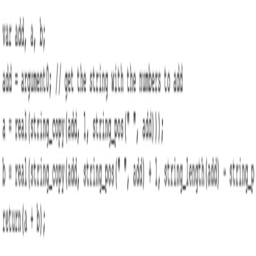 var add, a, b;
add = argument0; // get the string with the numbers to add
a = real(string_copy(add, 1, string_pos(" ", add)));
b = real(string_copy(add, string_pos(" ", add) + 1, string_length(add) - string_p
return(a + b);